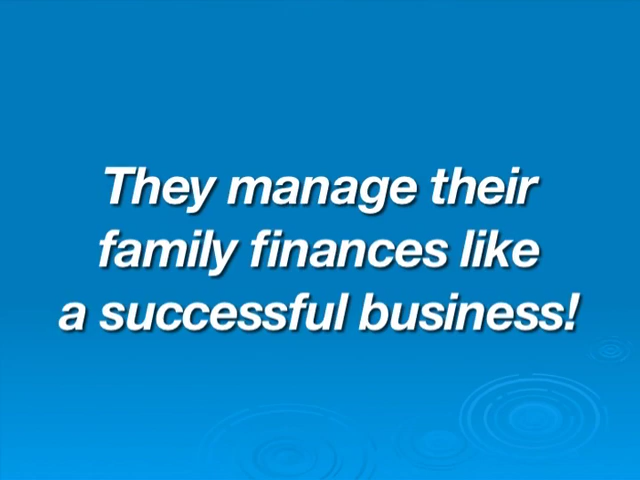 They manage their
family finances like
a successful business!